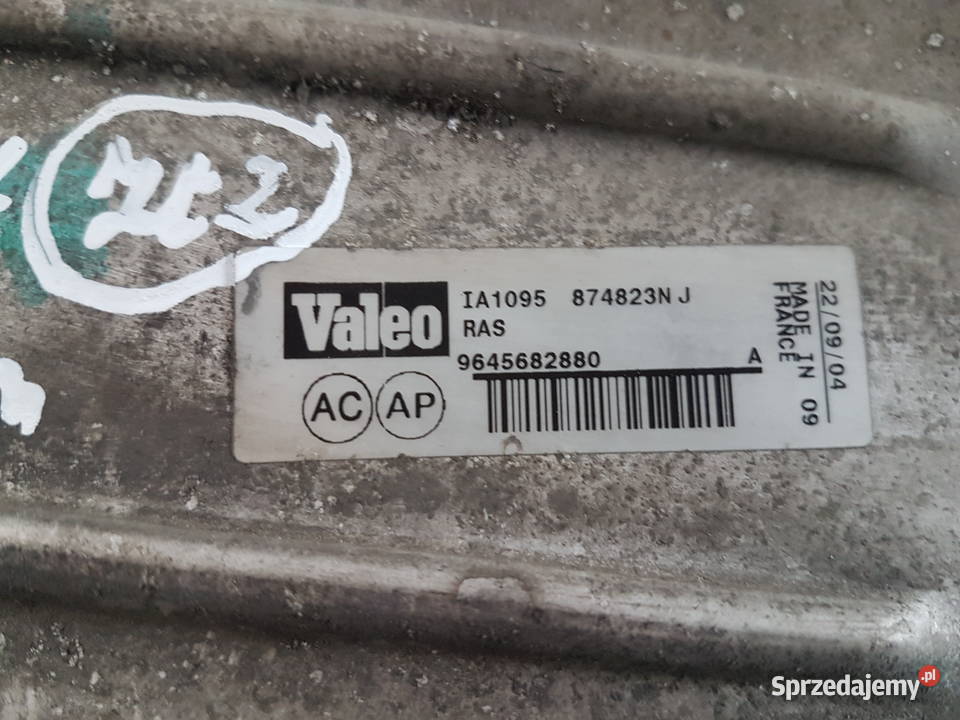 Valeo
IA1095 874823N J
RAS
9645682880 A
AC AP
22/09/04
MADE IN 09
FRANCE
Sprzedajemy.pl